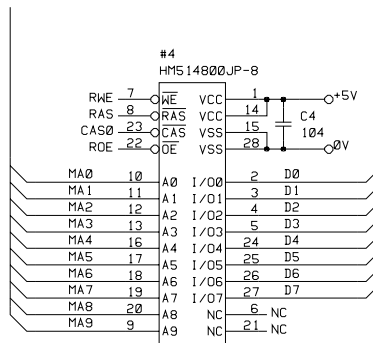 #4
HM514800JP-8
RWE 7 WE VCC 1 +5V
RAS 8 RAS VCC 14 C4
CAS0 23 CAS VSS 15 104
ROE 22 OE VSS 28 0V
MA0 10 A0 I/O0 2 D0
MA1 11 A1 I/O1 3 D1
MA2 12 A2 I/O2 4 D2
MA3 13 A3 I/O3 5 D3
MA4 16 A4 I/O4 24 D4
MA5 17 A5 I/O5 25 D5
MA6 18 A6 I/O6 26 D6
MA7 19 A7 I/O7 27 D7
MA8 20 A8 NC 6 NC
MA9 9 A9 NC 21 NC